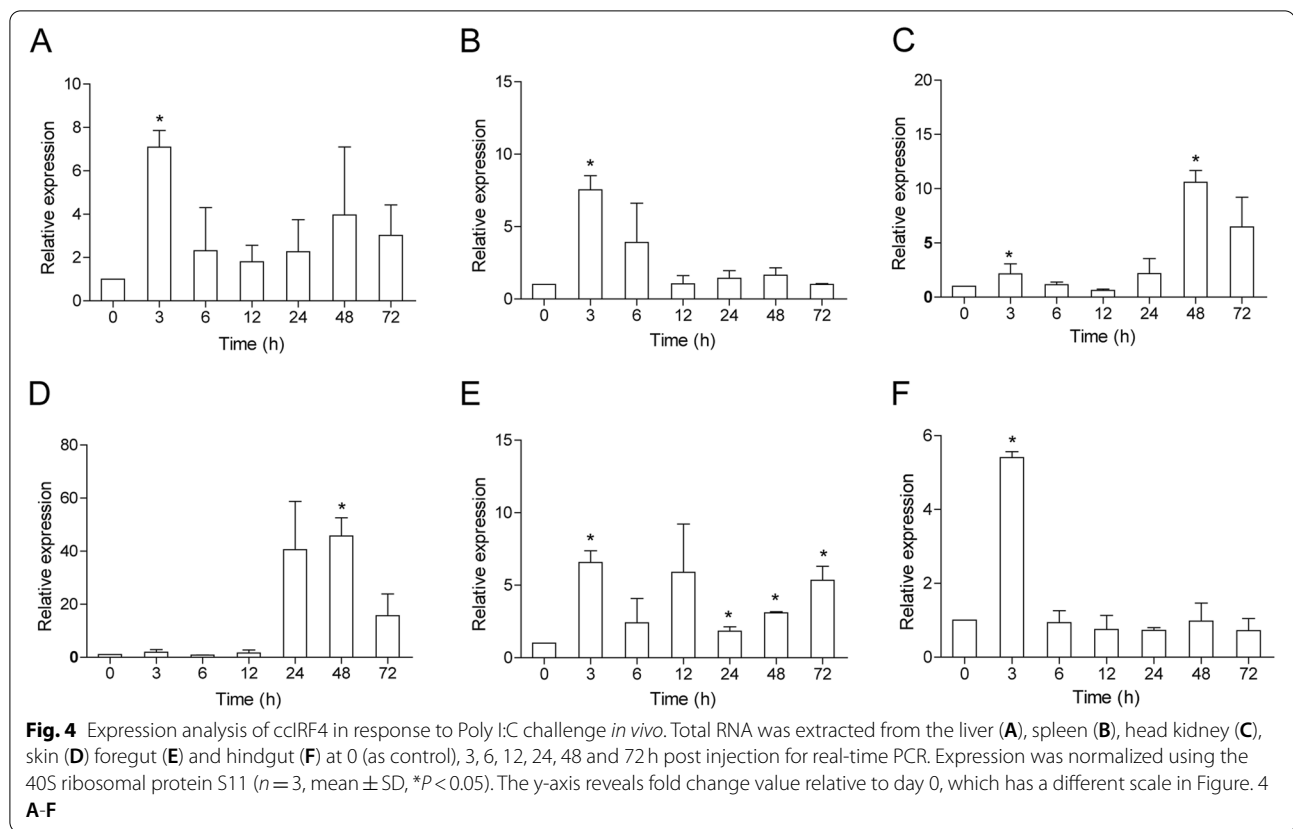 A
B
C
10
8
6
4
2
0
Relative expression
*
0 3 6 12 24 48 72
Time (h)
15
10
5
0
Relative expression
*
0 3 6 12 24 48 72
Time (h)
20
15
10
5
0
Relative expression
*
*
0 3 6 12 24 48 72
Time (h)
D
E
F
80
60
40
20
0
Relative expression
*
0 3 6 12 24 48 72
Time (h)
15
10
5
0
Relative expression
*
*
*
*
0 3 6 12 24 48 72
Time (h)
6
4
2
0
Relative expression
*
0 3 6 12 24 48 72
Time (h)
Fig. 4 Expression analysis of ccIRF4 in response to Poly I:C challenge in vivo. Total RNA was extracted from the liver (A), spleen (B), head kidney (C),
skin (D) foregut (E) and hindgut (F) at 0 (as control), 3, 6, 12, 24, 48 and 72 h post injection for real-time PCR. Expression was normalized using the
40S ribosomal protein S11 (n = 3, mean ± SD, *P < 0.05). The y-axis reveals fold change value relative to day 0, which has a different scale in Figure. 4
A-F